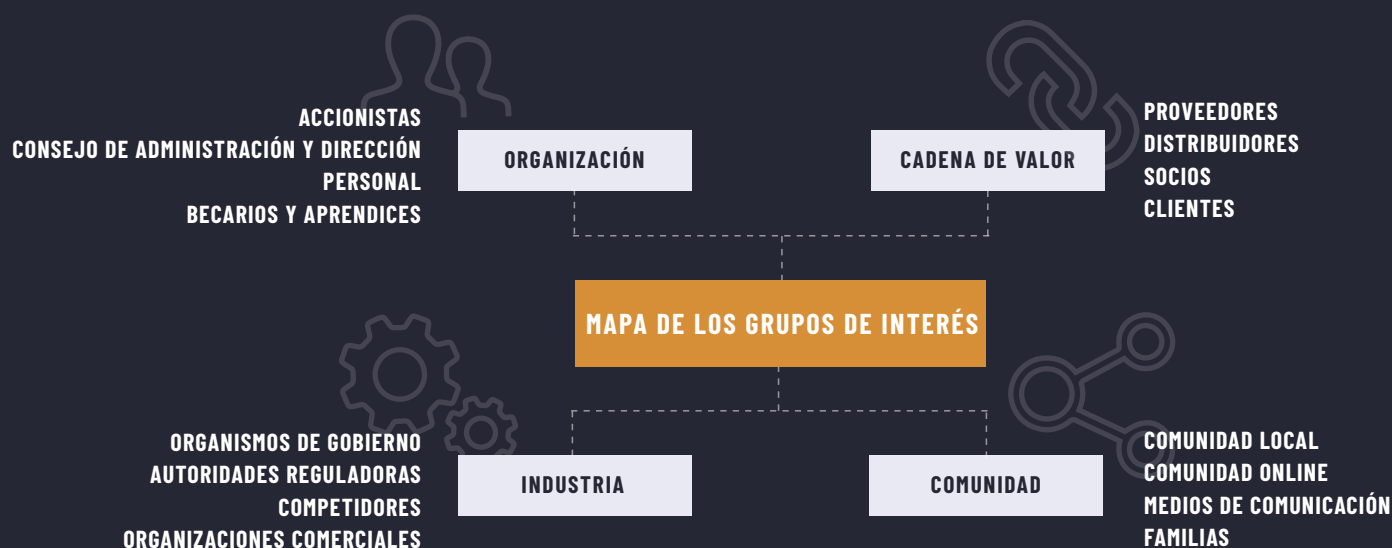 ACCIONISTAS
CONSEJO DE ADMINISTRACIÓN Y DIRECCIÓN
PERSONAL
BECARIOS Y APRENDICES
ORGANIZACIÓN
CADENA DE VALOR
PROVEEDORES
DISTRIBUIDORES
SOCIOS
CLIENTES
MAPA DE LOS GRUPOS DE INTERÉS
ORGANISMOS DE GOBIERNO
AUTORIDADES REGULADORAS
COMPETIDORES
ORGANIZACIONES COMERCIALES
INDUSTRIA
COMUNIDAD
COMUNIDAD LOCAL
COMUNIDAD ONLINE
MEDIOS DE COMUNICACIÓN
FAMILIAS